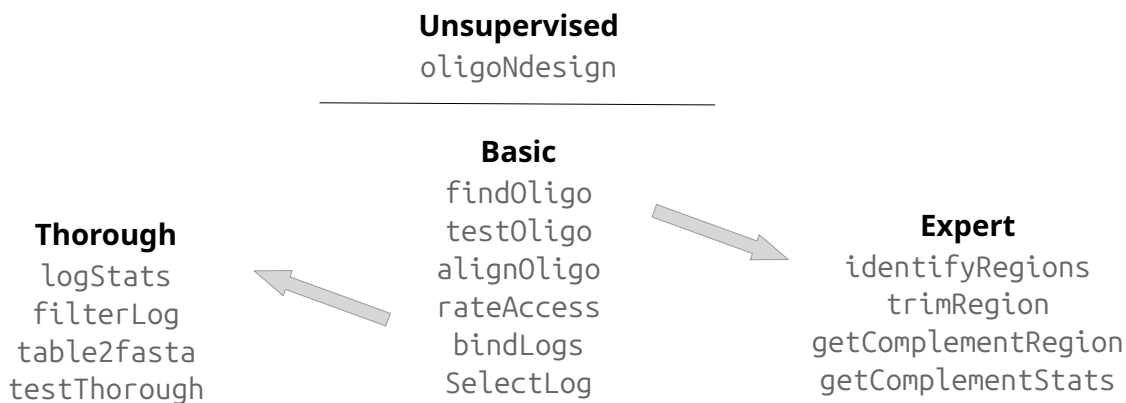 Unsupervised
oligoNdesign
Basic
findOligo
testOligo
alignOligo
rateAccess
bindLogs
SelectLog
Thorough
logStats
filterLog
table2fasta
testThorough
Expert
identifyRegions
trimRegion
getComplementRegion
getComplementStats